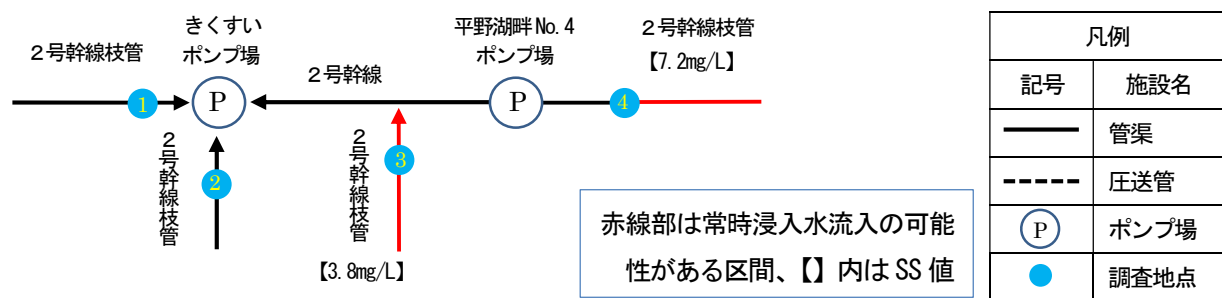 きくすい
ポンプ場
２号幹線枝管
２号幹線
平野湖畔No.4
ポンプ場
２号幹線枝管
【7.2mg/L】
1
P
P
4
２号幹線枝管
2
２号幹線枝管
3
【3.8mg/L】
赤線部は常時浸入水流入の可能
性がある区間、【】内はSS値
凡例
記号
施設名
管渠
圧送管
P
ポンプ場
調査地点